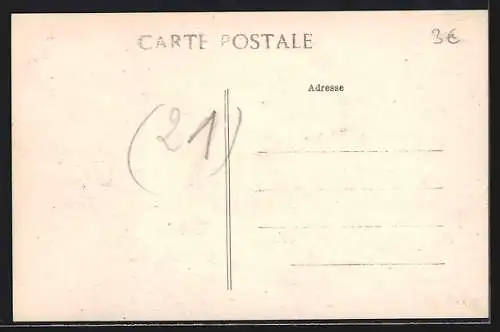 CARTE POSTALE
3€
Adresse
(21)